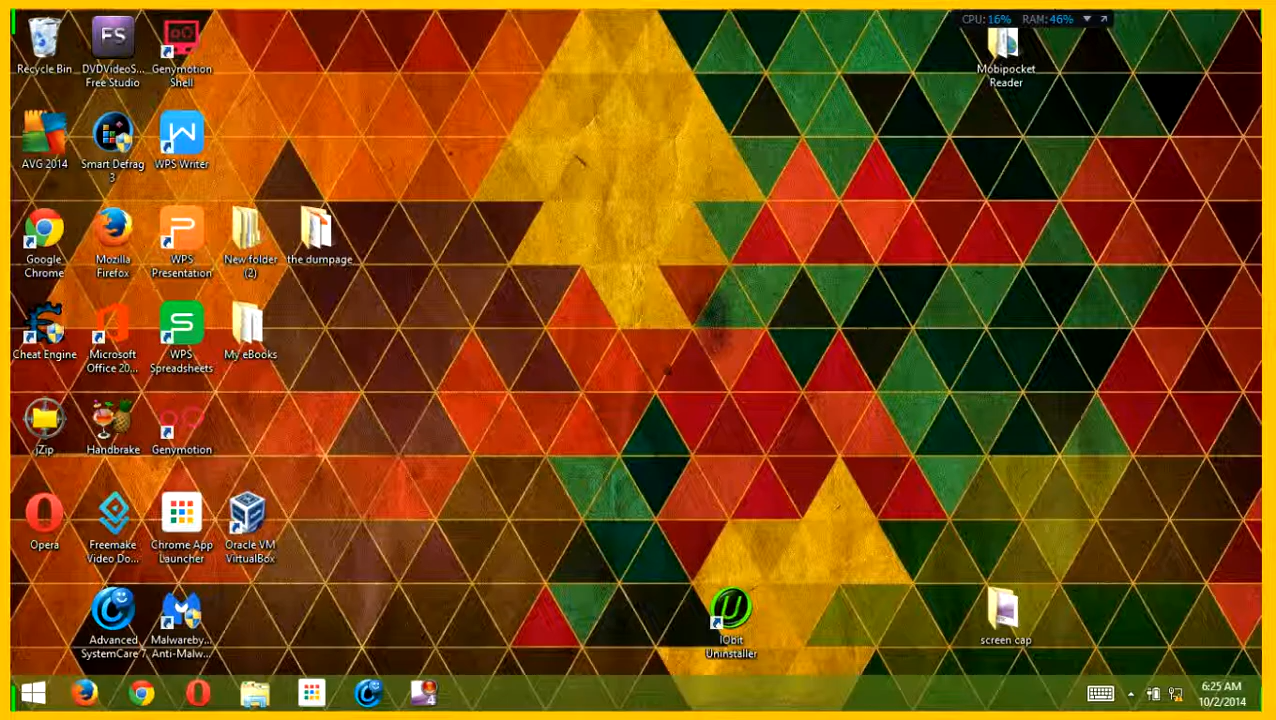 CPU: 16% RAM: 46%
Recycle Bin
DVDVideoS...
Free Studio
Genymotion
Shell
Mobipocket
Reader
AVG 2014
Smart Defrag
3
WPS Writer
Google
Chrome
Mozilla
Firefox
WPS
Presentation
New folder
(2)
the dumpage
Cheat Engine
Microsoft
Office 20...
WPS
Spreadsheets
My eBooks
jZip
Handbrake
Genymotion
Opera
Freemake
Video Do...
Chrome App
Launcher
Oracle VM
VirtualBox
Advanced
SystemCare 7
Malwareby...
Anti-Malw...
IObit
Uninstaller
screen cap
6:25 AM
10/2/2014